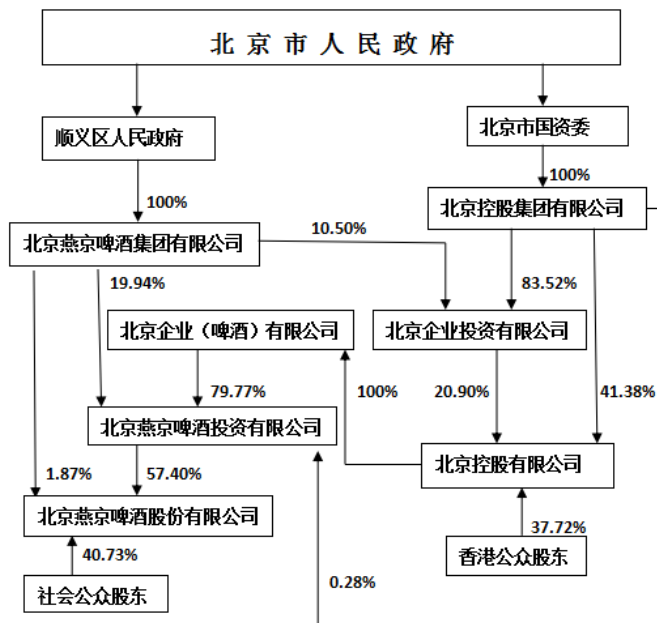 北京市人民政府
顺义区人民政府
北京市国资委
100%
100%
北京控股集团有限公司
北京燕京啤酒集团有限公司
10.50%
19.94%
83.52%
北京企业（啤酒）有限公司
北京企业投资有限公司
79.77%
100%
20.90%
41.38%
北京燕京啤酒投资有限公司
北京控股有限公司
1.87%
57.40%
北京燕京啤酒股份有限公司
37.72%
40.73%
香港公众股东
社会公众股东
0.28%